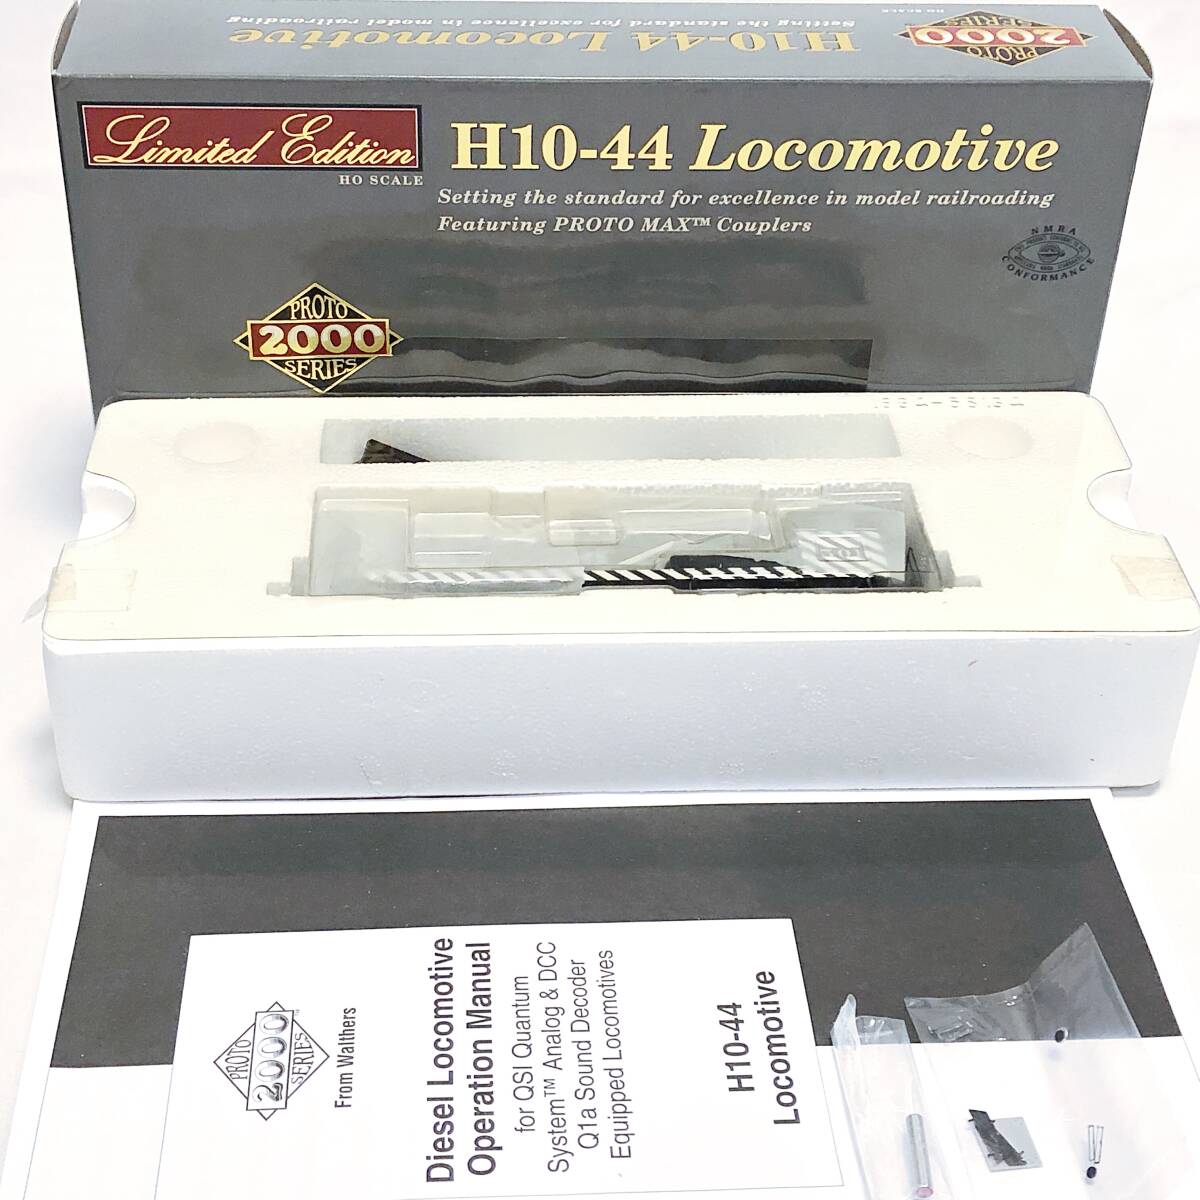 HO SCALE
PROTO
2000
SERIES
H10-44 Locomotive
Setting the standard for excellence in model railroading
Limited Edition
HO SCALE
H10-44 Locomotive
Setting the standard for excellence in model railroading
Featuring PROTO MAX™ Couplers
NMRA
CONFORMANCE
PROTO
2000
SERIES
PROTO
2000
SERIES
From Walthers
Diesel Locomotive
Operation Manual
for QSI Quantum
System™ Analog & DCC
Q1a Sound Decoder
Equipped Locomotives
H10-44
Locomotive